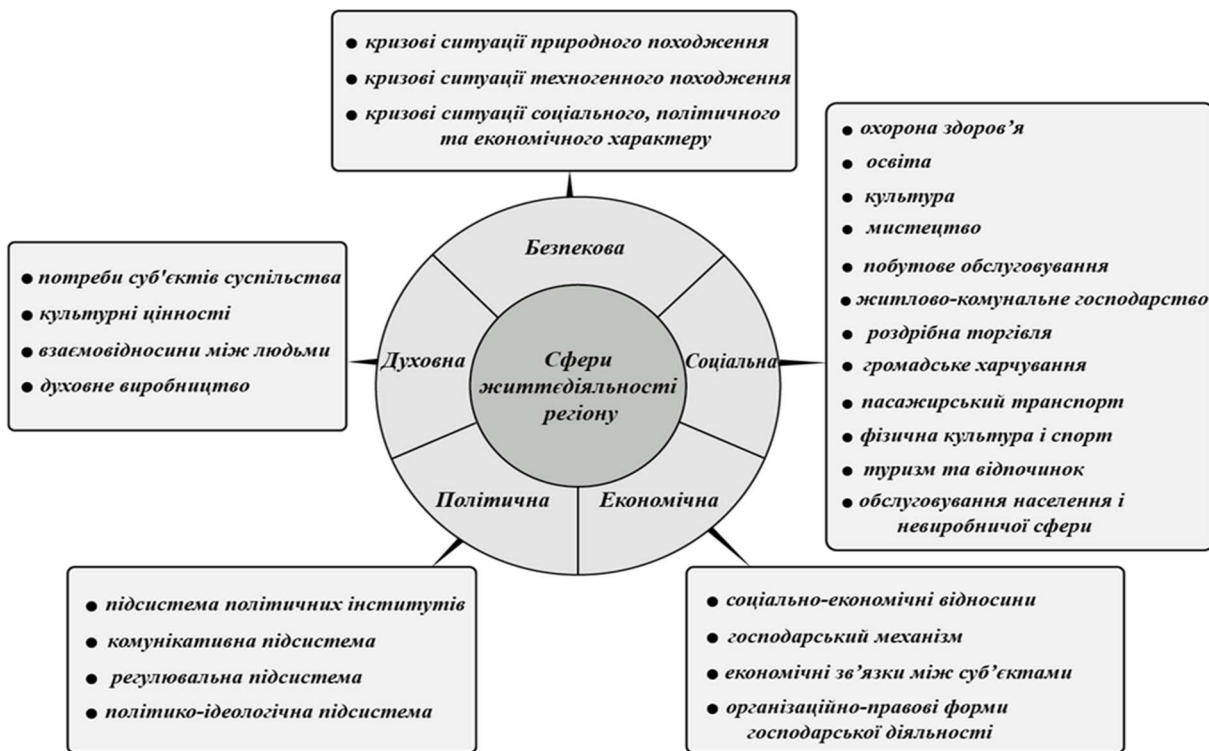 • кризові ситуації природного походження
• кризові ситуації техногенного походження
• кризові ситуації соціального, політичного
та економічного характеру
• охорона здоров’я
• освіта
• культура
• мистецтво
• побутове обслуговування
• житлово-комунальне господарство
• роздрібна торгівля
• громадське харчування
• пасажирський транспорт
• фізична культура і спорт
• туризм та відпочинок
• обслуговування населення і
невиробничої сфери
• потреби суб'єктів суспільства
• культурні цінності
• взаємовідносини між людьми
• духовне виробництво
Безпекова
Духовна
Сфери
життєдіяльності
регіону
Соціальна
Політична
Економічна
• підсистема політичних інститутів
• комунікативна підсистема
• регулювальна підсистема
• політико-ідеологічна підсистема
• соціально-економічні відносини
• господарський механізм
• економічні зв’язки між суб’єктами
• організаційно-правові форми
господарської діяльності